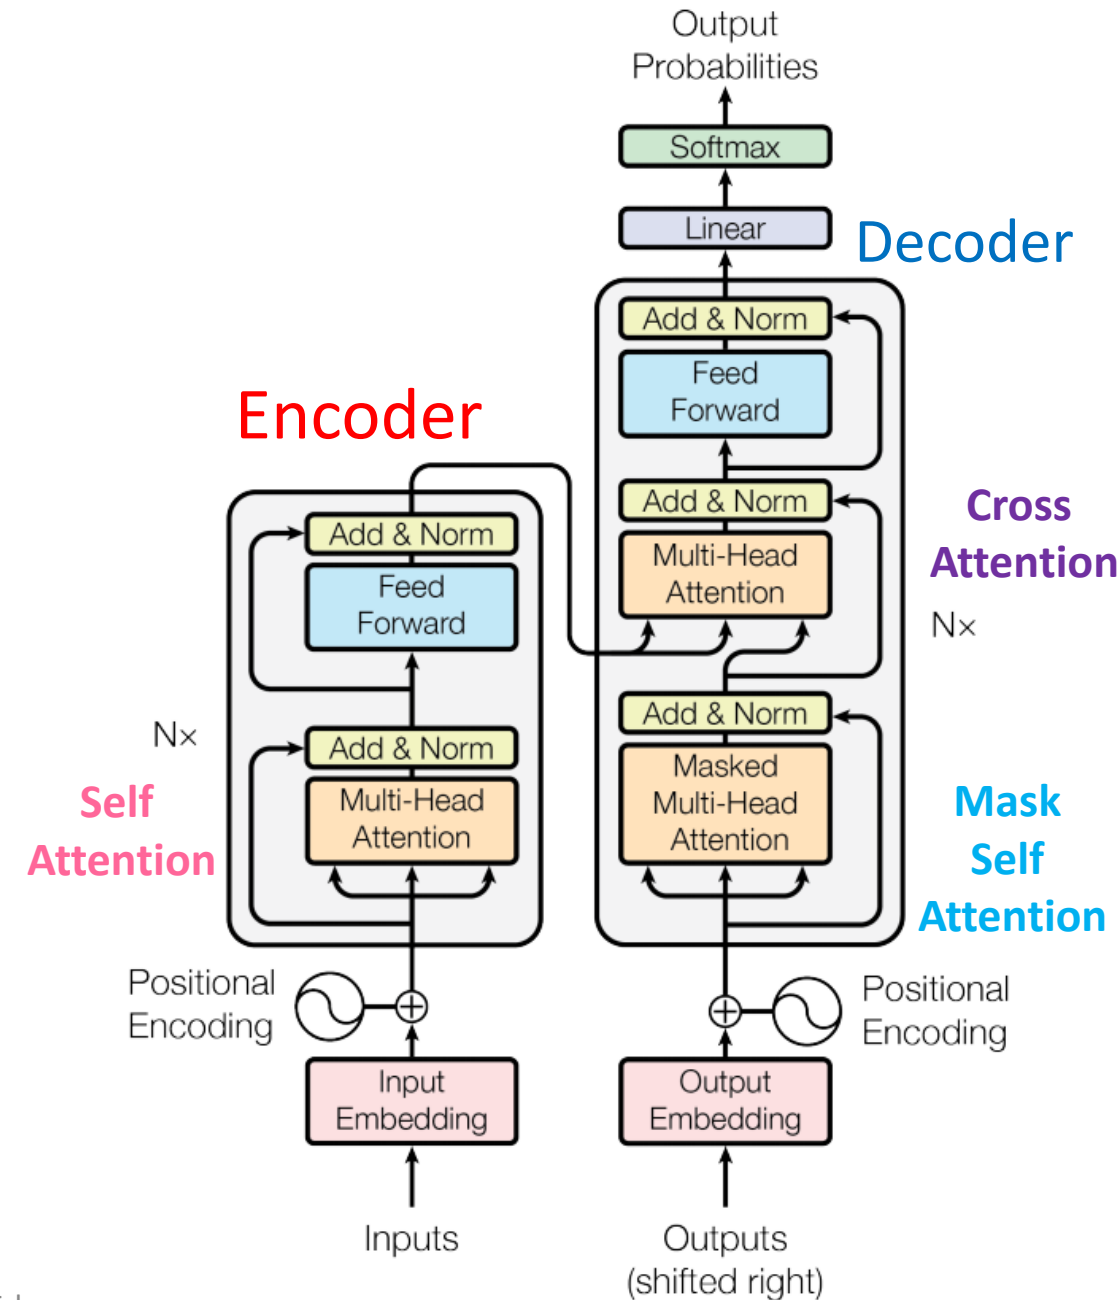 Output
Probabilities
Softmax
Linear
Decoder
Add & Norm
Feed
Forward
Add & Norm
Multi-Head
Attention
Cross
Attention
N×
Add & Norm
Masked
Multi-Head
Attention
Mask
Self
Attention
Encoder
Add & Norm
Feed
Forward
N×
Add & Norm
Multi-Head
Attention
Self
Attention
Positional
Encoding
Positional
Encoding
Input
Embedding
Output
Embedding
Inputs
Outputs
(shifted right)